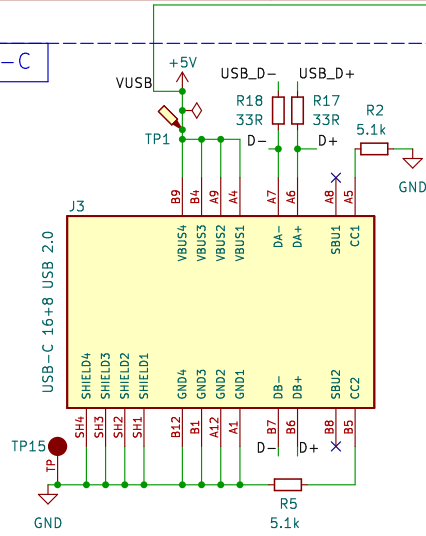 -C
+5V
VUSB
USB_D-
USB_D+
R18
33R
R17
33R
R2
5.1k
TP1
D-
D+
GND
B9
B4
A9
A4
A7
A6
A8
A5
J3
VBUS4
VBUS3
VBUS2
VBUS1
DA-
DA+
SBU1
CC1
USB-C 16+8 USB 2.0
SHIELD4
SHIELD3
SHIELD2
SHIELD1
GND4
GND3
GND2
GND1
DB-
DB+
SBU2
CC2
SH4
SH3
SH2
SH1
B12
B1
A12
A1
B7
B6
B8
B5
TP15
D-
D+
TP
GND
R5
5.1k